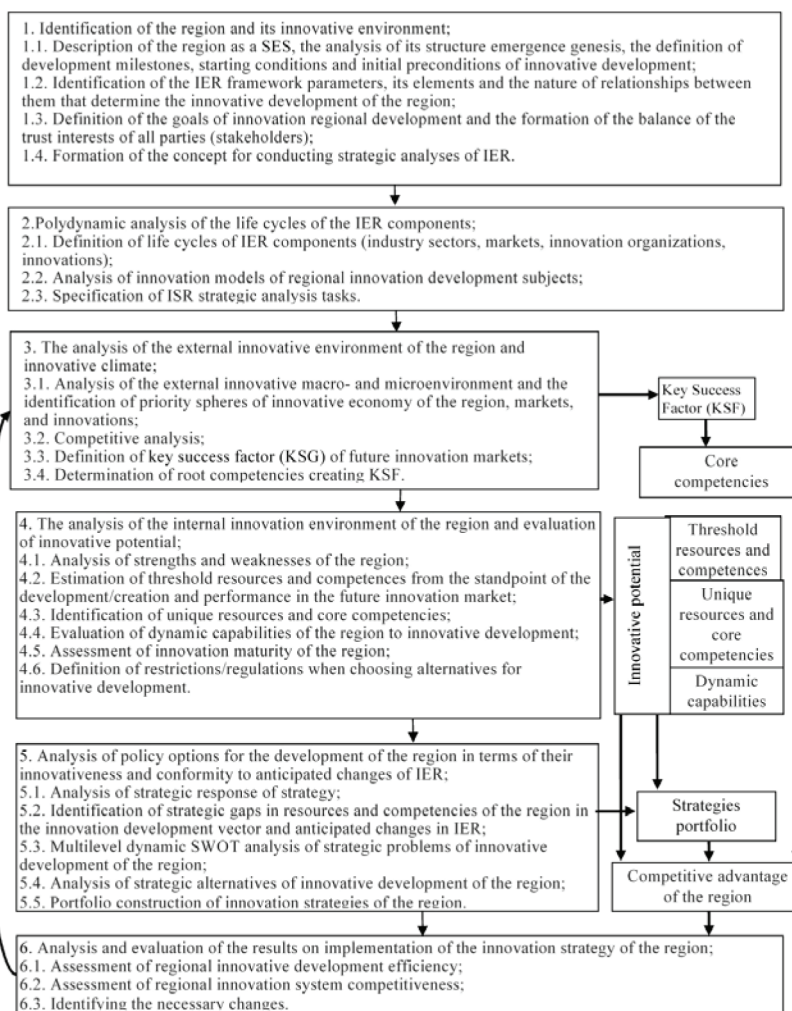 1. Identification of the region and its innovative environment;
1.1. Description of the region as a SES, the analysis of its structure emergence genesis, the definition of
development milestones, starting conditions and initial preconditions of innovative development;
1.2. Identification of the IER framework parameters, its elements and the nature of relationships between
them that determine the innovative development of the region;
1.3. Definition of the goals of innovation regional development and the formation of the balance of the
trust interests of all parties (stakeholders);
1.4. Formation of the concept for conducting strategic analyses of IER.
2.Polydynamic analysis of the life cycles of the IER components;
2.1. Definition of life cycles of IER components (industry sectors, markets, innovation organizations,
innovations);
2.2. Analysis of innovation models of regional innovation development subjects;
2.3. Specification of ISR strategic analysis tasks.
3. The analysis of the external innovative environment of the region and
innovative climate;
3.1. Analysis of the external innovative macro- and microenvironment and the
identification of priority spheres of innovative economy of the region, markets,
and innovations;
3.2. Competitive analysis;
3.3. Definition of key success factor (KSG) of future innovation markets;
3.4. Determination of root competencies creating KSF.
Key Success
Factor (KSF)
Core
competencies
4. The analysis of the internal innovation environment of the region and evaluation
of innovative potential;
4.1. Analysis of strengths and weaknesses of the region;
4.2. Estimation of threshold resources and competences from the standpoint of the
development/creation and performance in the future innovation market;
4.3. Identification of unique resources and core competencies;
4.4. Evaluation of dynamic capabilities of the region to innovative development;
4.5. Assessment of innovation maturity of the region;
4.6. Definition of restrictions/regulations when choosing alternatives for
innovative development.
Innovative potential
Threshold
resources and
competences
Unique
resources and
core
competencies
Dynamic
capabilities
5. Analysis of policy options for the development of the region in terms of their
innovativeness and conformity to anticipated changes of IER;
5.1. Analysis of strategic response of strategy;
5.2. Identification of strategic gaps in resources and competencies of the region in
the innovation development vector and anticipated changes in IER;
5.3. Multilevel dynamic SWOT analysis of strategic problems of innovative
development of the region;
5.4. Analysis of strategic alternatives of innovative development of the region;
5.5. Portfolio construction of innovation strategies of the region.
Strategies
portfolio
Competitive advantage
of the region
6. Analysis and evaluation of the results on implementation of the innovation strategy of the region;
6.1. Assessment of regional innovative development efficiency;
6.2. Assessment of regional innovation system competitiveness;
6.3. Identifying the necessary changes.